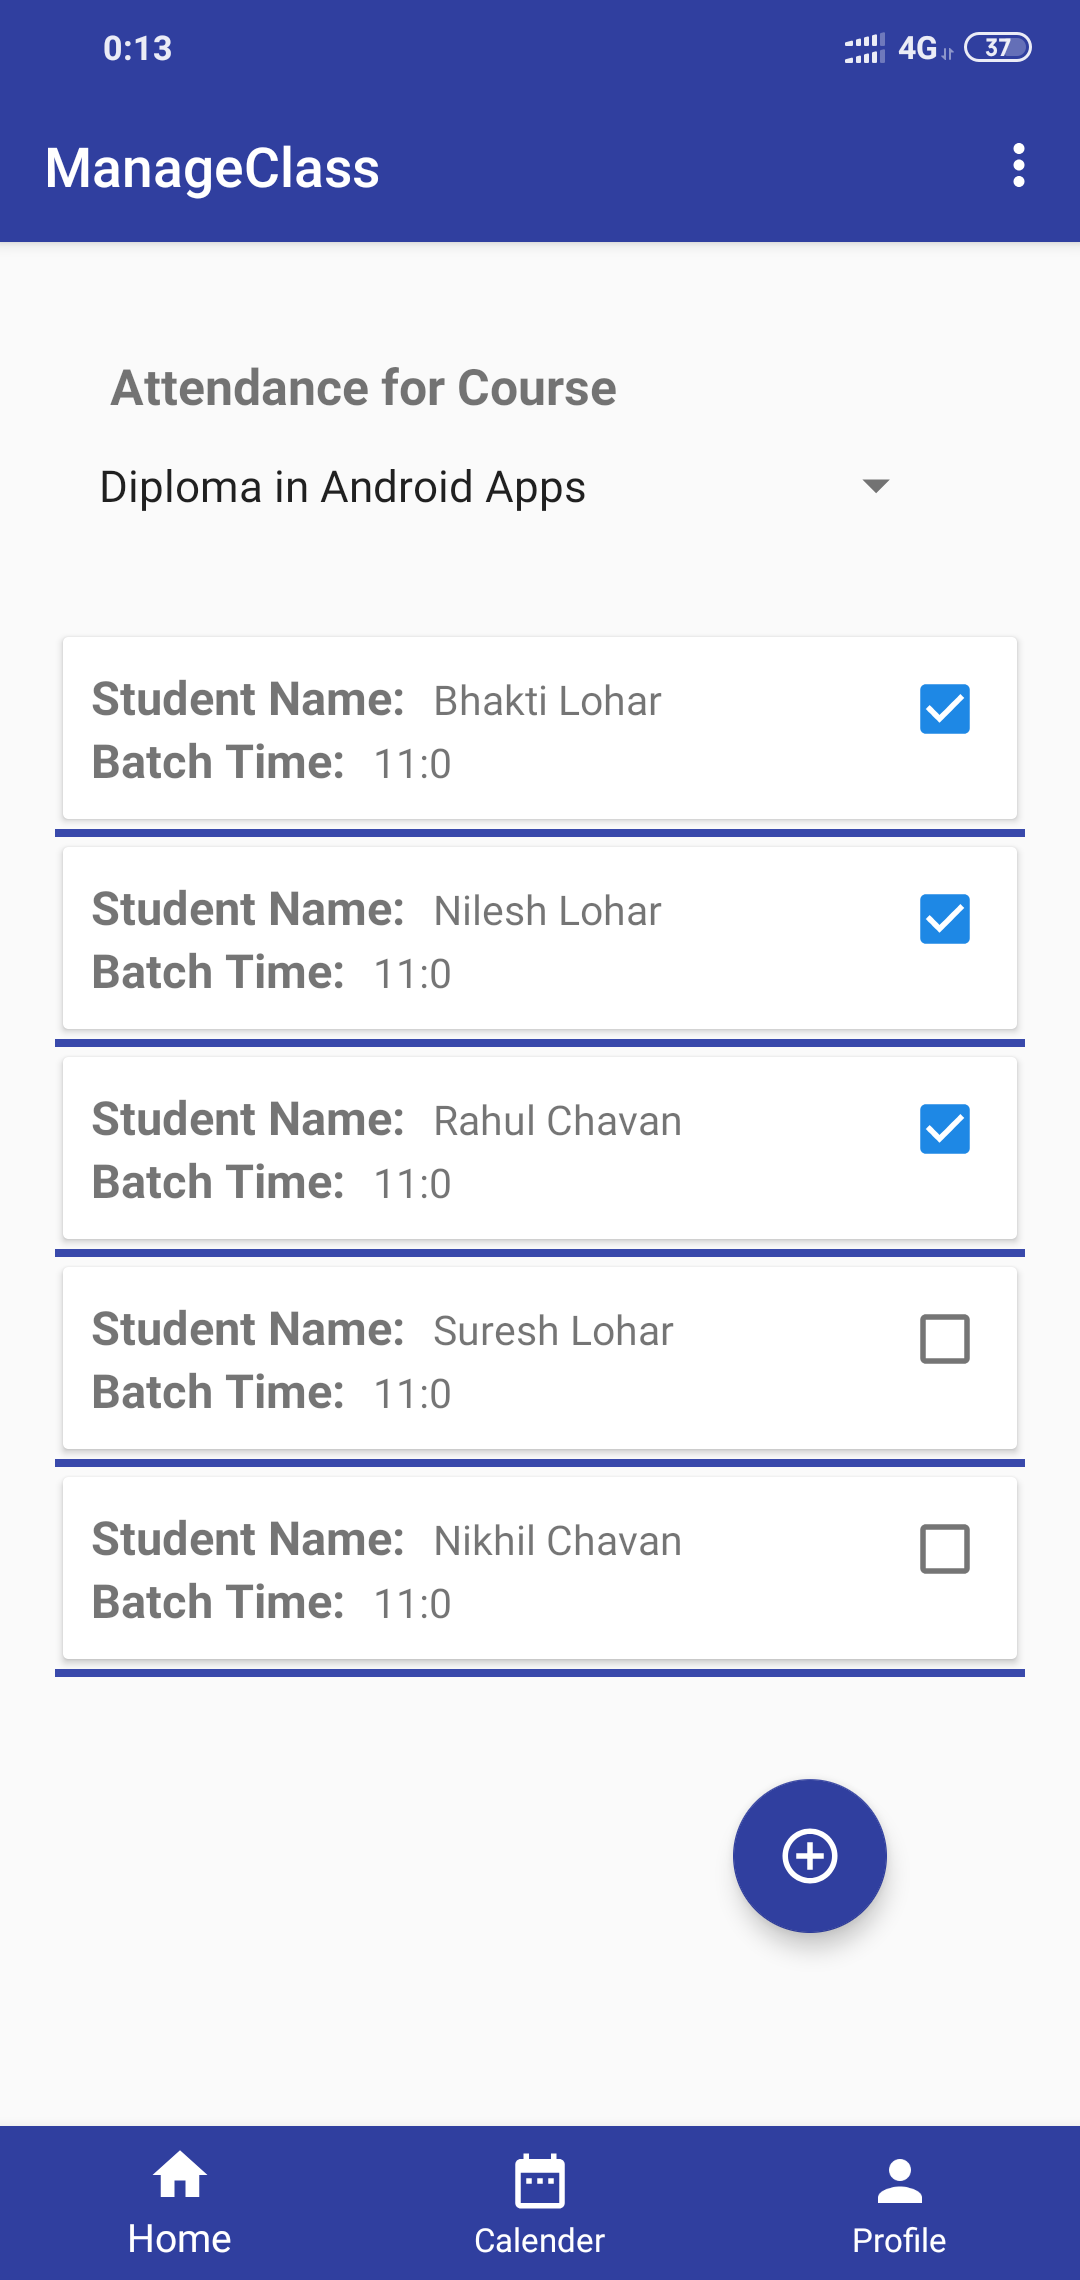 0:13 4G 37
ManageClass
Attendance for Course
Diploma in Android Apps
Student Name: Bhakti Lohar
Batch Time: 11:0
Student Name: Nilesh Lohar
Batch Time: 11:0
Student Name: Rahul Chavan
Batch Time: 11:0
Student Name: Suresh Lohar
Batch Time: 11:0
Student Name: Nikhil Chavan
Batch Time: 11:0
Home Calender Profile